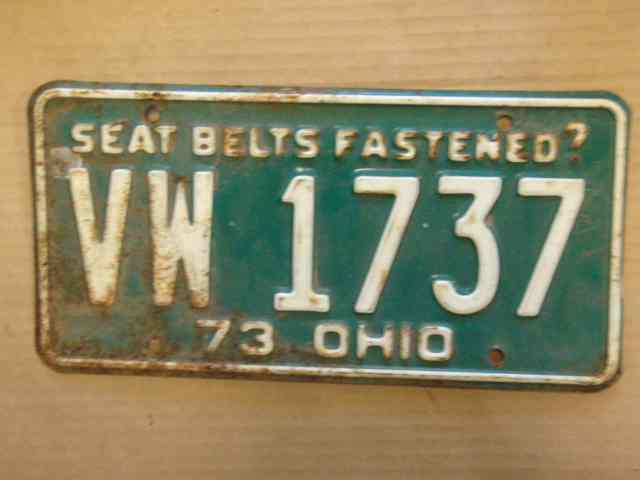 SEAT BELTS FASTENED?
VW 1737
73 OHIO